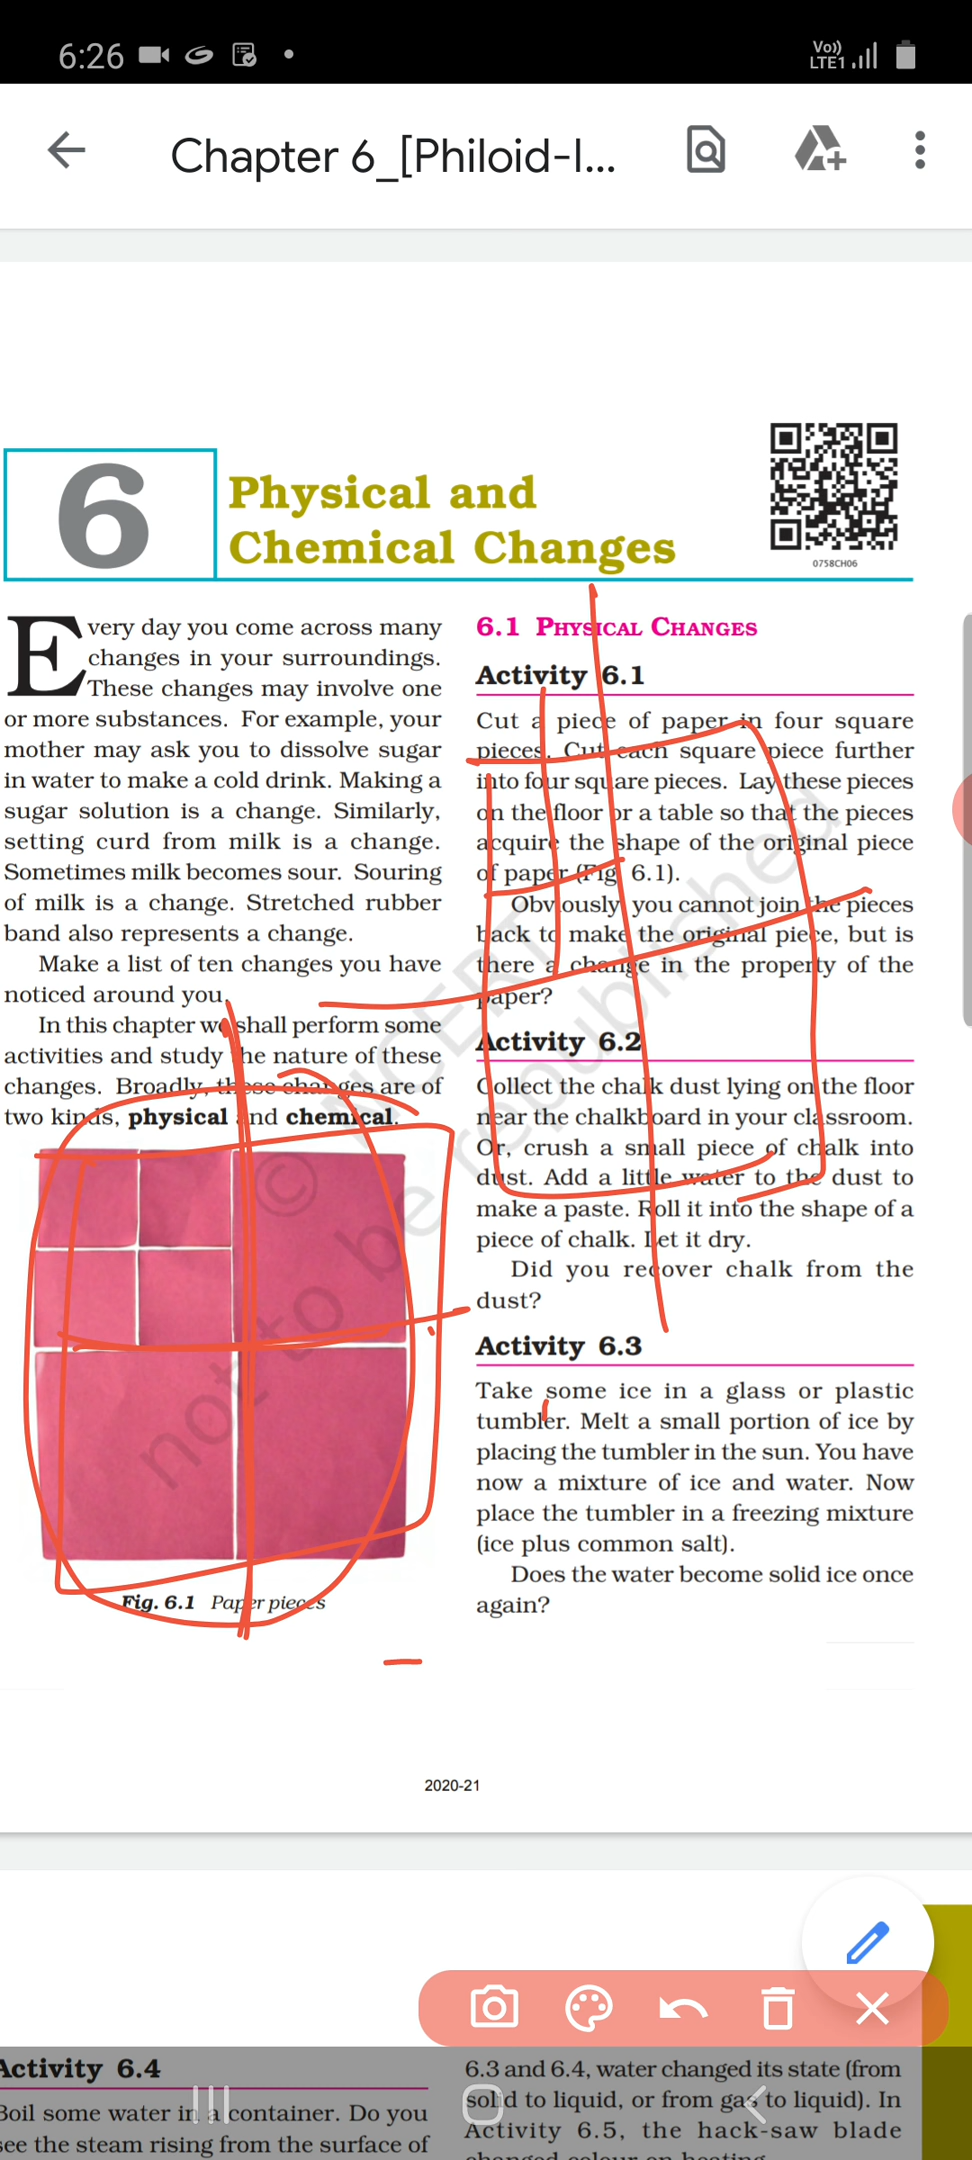 6:26
Vo))
LTE1
Chapter 6_[Philoid-I...
6
Physical and
Chemical Changes
0758CH06
Every day you come across many
changes in your surroundings.
These changes may involve one
or more substances. For example, your
mother may ask you to dissolve sugar
in water to make a cold drink. Making a
sugar solution is a change. Similarly,
setting curd from milk is a change.
Sometimes milk becomes sour. Souring
of milk is a change. Stretched rubber
band also represents a change.
Make a list of ten changes you have
noticed around you.
In this chapter we shall perform some
activities and study the nature of these
changes. Broadly, these changes are of
two kinds, physical and chemical.
Fig. 6.1 Paper pieces
6.1 PHYSICAL CHANGES
Activity 6.1
Cut a piece of paper in four square
pieces. Cut each square piece further
into four square pieces. Lay these pieces
on the floor or a table so that the pieces
acquire the shape of the original piece
of paper (Fig. 6.1).
Obviously, you cannot join the pieces
back to make the original piece, but is
there a change in the property of the
paper?
Activity 6.2
Collect the chalk dust lying on the floor
near the chalkboard in your classroom.
Or, crush a small piece of chalk into
dust. Add a little water to the dust to
make a paste. Roll it into the shape of a
piece of chalk. Let it dry.
Did you recover chalk from the
dust?
Activity 6.3
Take some ice in a glass or plastic
tumbler. Melt a small portion of ice by
placing the tumbler in the sun. You have
now a mixture of ice and water. Now
place the tumbler in a freezing mixture
(ice plus common salt).
Does the water become solid ice once
again?
© NCERT
not to be republished
2020-21
Activity 6.4
Boil some water in a container. Do you
see the steam rising from the surface of
6.3 and 6.4, water changed its state (from
solid to liquid, or from gas to liquid). In
Activity 6.5, the hack-saw blade
changed colour on heating.